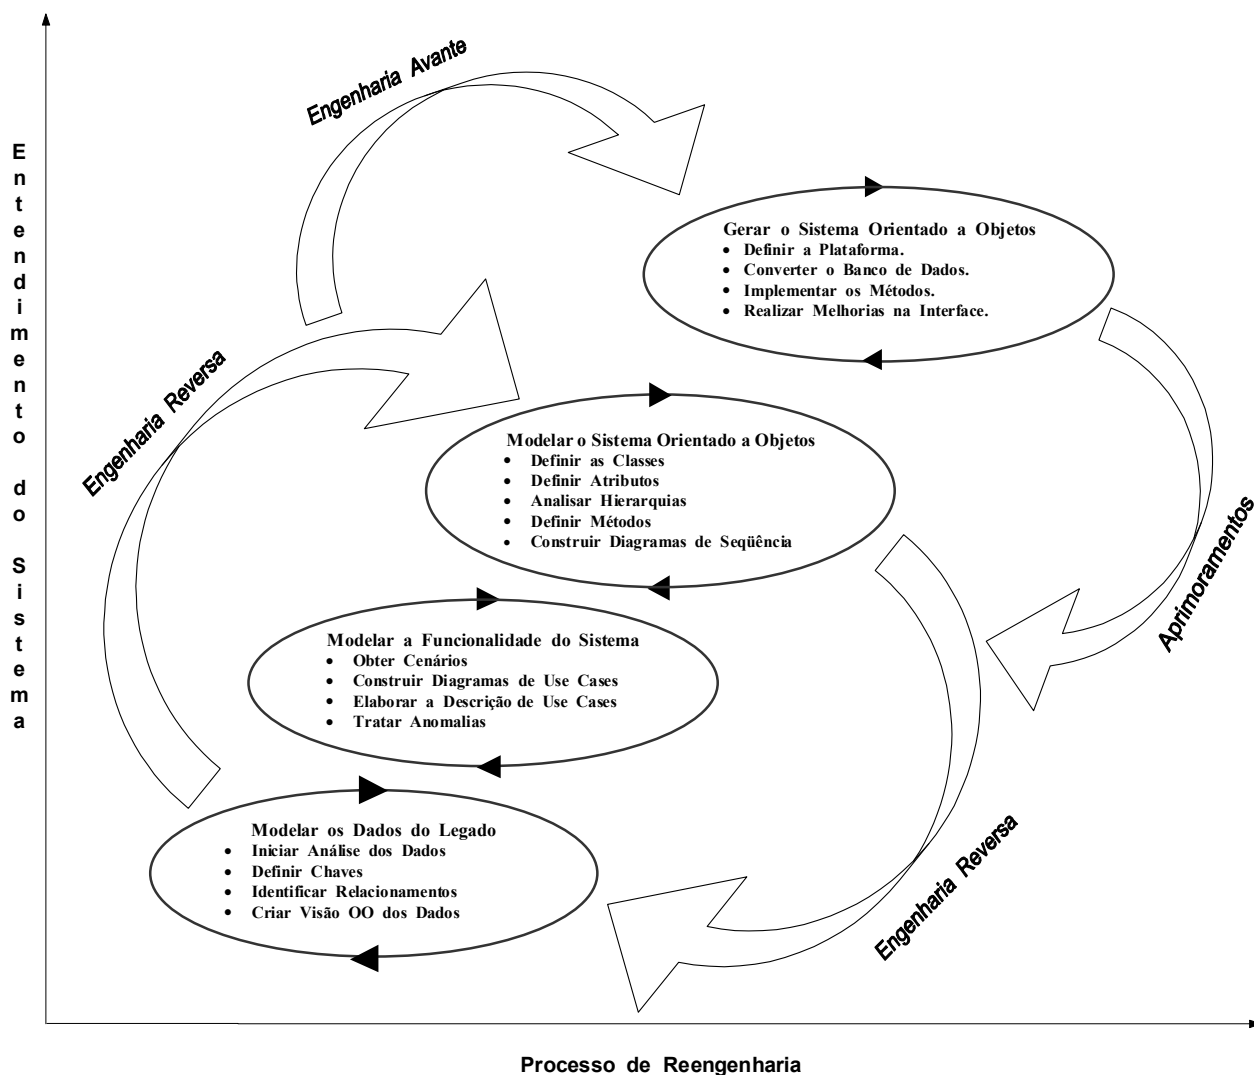 Engenharia Avante
Entendimento do Sistema
Gerar o Sistema Orientado a Objetos
• Definir a Plataforma.
• Converter o Banco de Dados.
• Implementar os Métodos.
• Realizar Melhorias na Interface.
Engenharia Reversa
Modelar o Sistema Orientado a Objetos
• Definir as Classes
• Definir Atributos
• Analisar Hierarquias
• Definir Métodos
• Construir Diagramas de Seqüência
Aprimoramentos
Modelar a Funcionalidade do Sistema
• Obter Cenários
• Construir Diagramas de Use Cases
• Elaborar a Descrição de Use Cases
• Tratar Anomalias
Modelar os Dados do Legado
• Iniciar Análise dos Dados
• Definir Chaves
• Identificar Relacionamentos
• Criar Visão OO dos Dados
Engenharia Reversa
Processo de Reengenharia